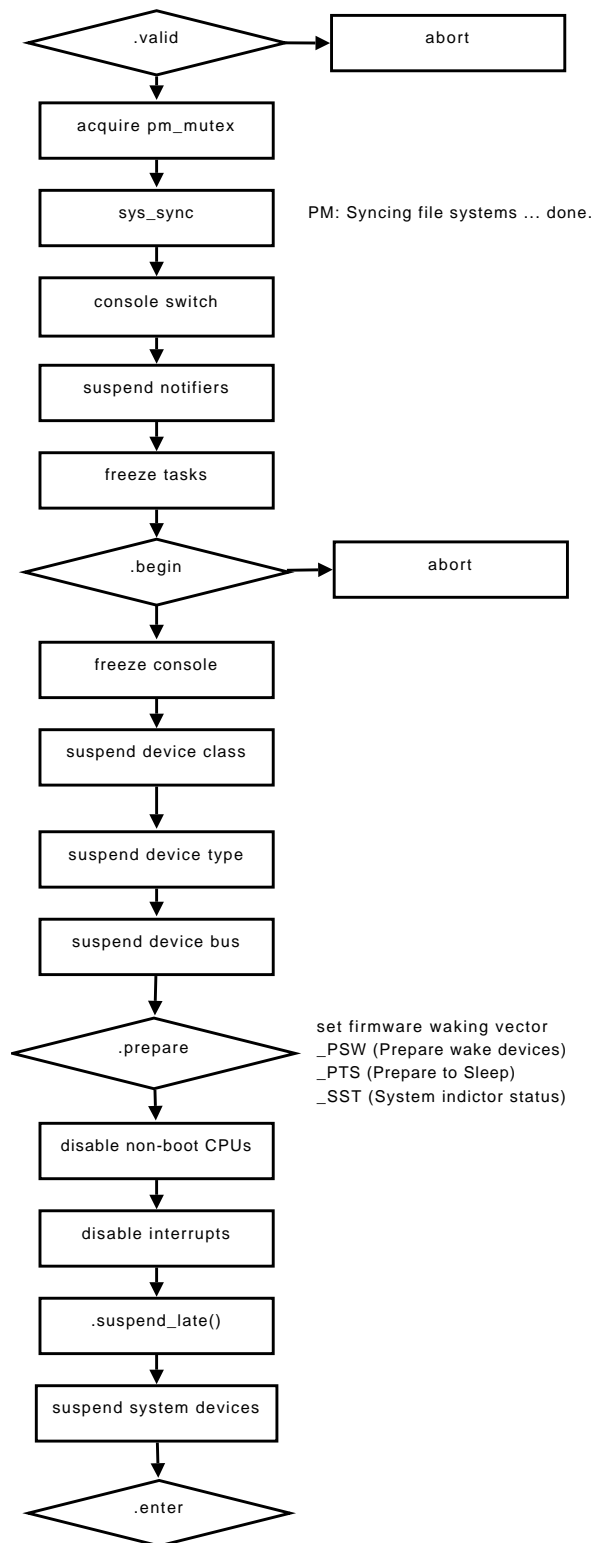 .valid
abort
acquire pm_mutex
sys_sync
PM: Syncing file systems ... done.
console switch
suspend notifiers
freeze tasks
.begin
abort
freeze console
suspend device class
suspend device type
suspend device bus
.prepare
set firmware waking vector
_PSW (Prepare wake devices)
_PTS (Prepare to Sleep)
_SST (System indictor status)
disable non-boot CPUs
disable interrupts
.suspend_late()
suspend system devices
.enter